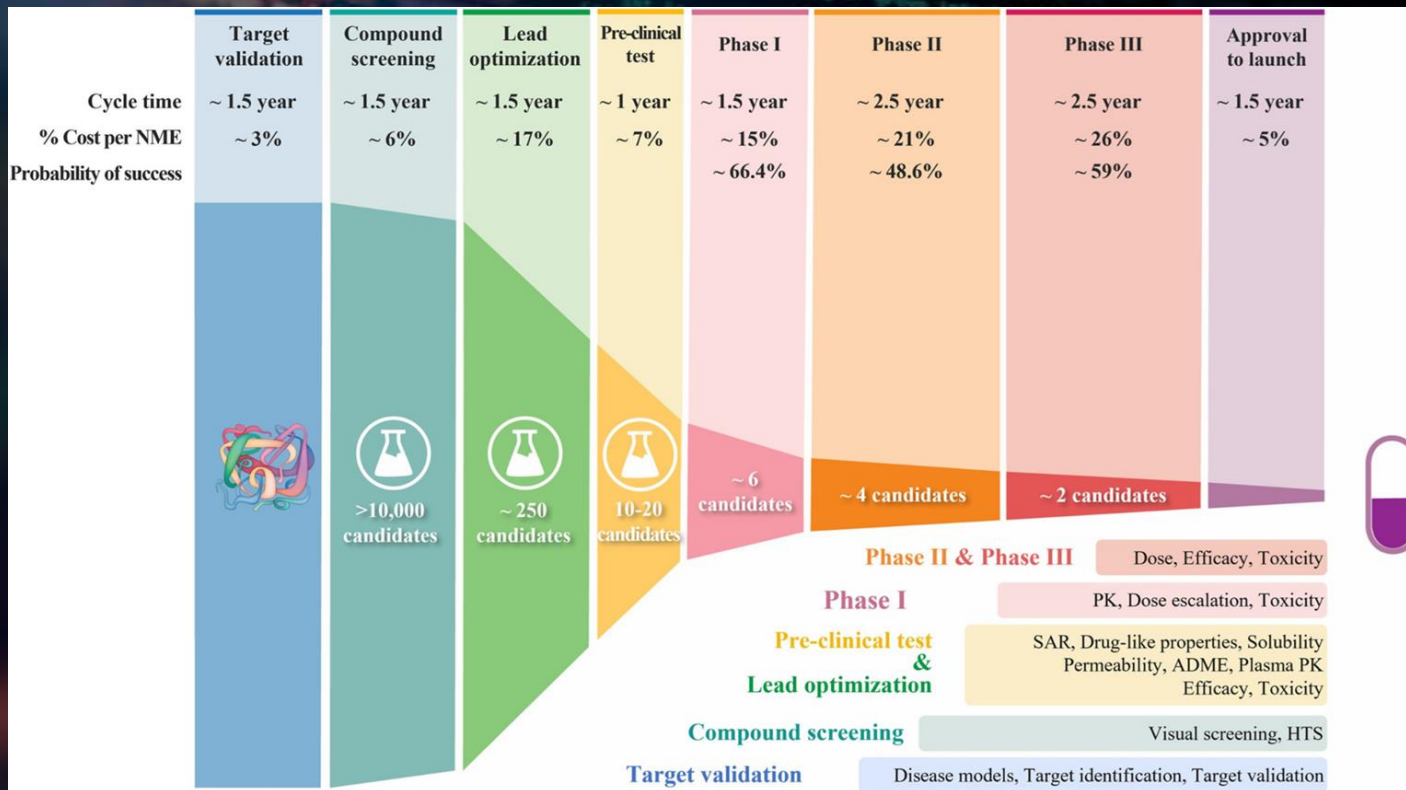 Target
validation
Compound
screening
Lead
optimization
Pre-clinical
test
Phase I
Phase II
Phase III
Approval
to launch
Cycle time ~ 1.5 year ~ 1.5 year ~ 1.5 year ~ 1 year ~ 1.5 year ~ 2.5 year ~ 2.5 year ~ 1.5 year
% Cost per NME ~ 3% ~ 6% ~ 17% ~ 7% ~ 15% ~ 21% ~ 26% ~ 5%
Probability of success ~ 66.4% ~ 48.6% ~ 59%
>10,000
candidates
~ 250
candidates
10-20
candidates
~ 6
candidates
~ 4 candidates
~ 2 candidates
Phase II & Phase III Dose, Efficacy, Toxicity
Phase I PK, Dose escalation, Toxicity
Pre-clinical test
&
Lead optimization
SAR, Drug-like properties, Solubility
Permeability, ADME, Plasma PK
Efficacy, Toxicity
Compound screening Visual screening, HTS
Target validation Disease models, Target identification, Target validation